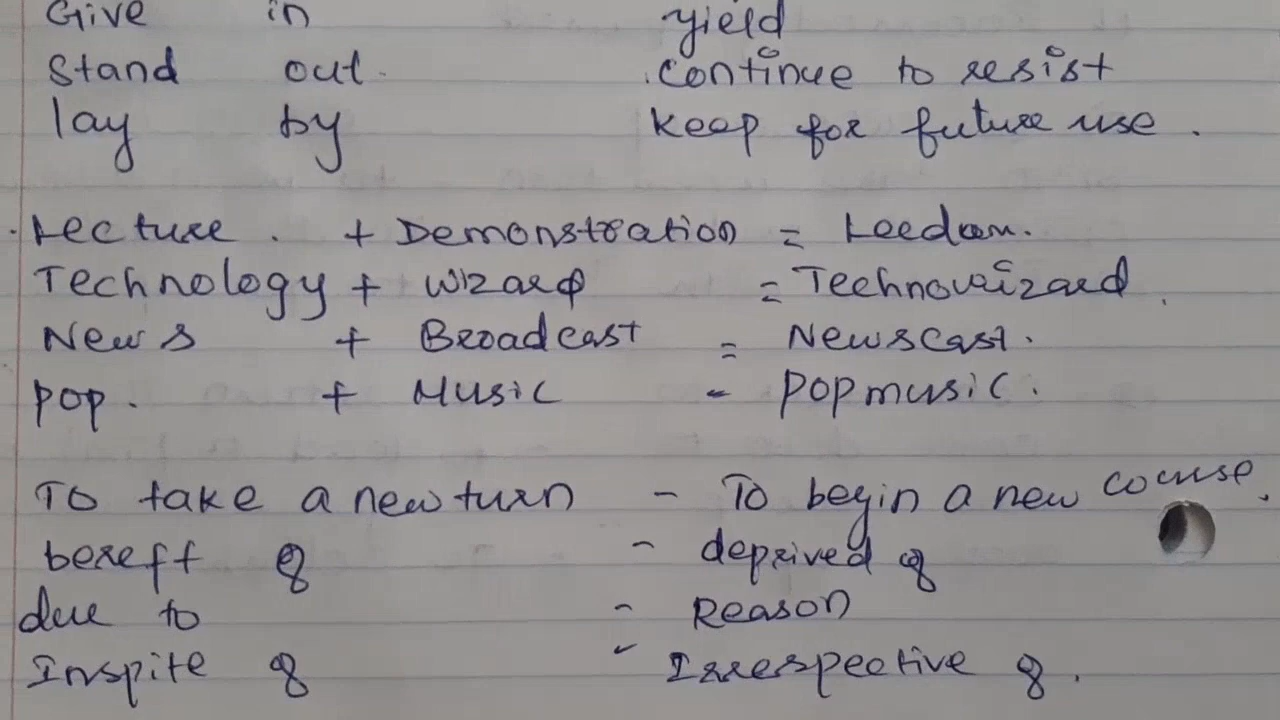 Give in yield
Stand out. continue to resist
lay by keep for future use.
Lecture. + Demonstration = Leedom.
Technology + Wizard = Technowizard.
News + Broadcast = Newscast.
POP. + Music - POPmusic.
To take a new turn - To begin a new course.
bereft of - deprived of
due to - Reason
Inspite of - Irrespective of.